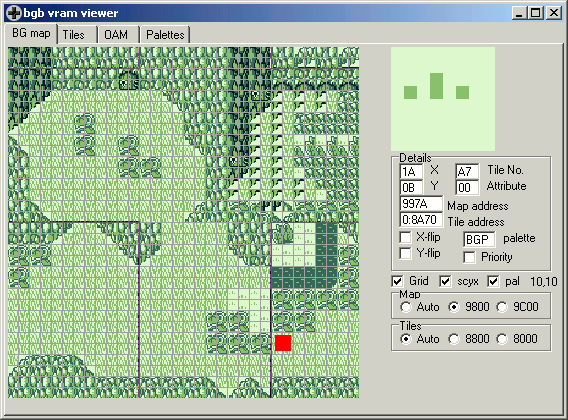 bgb vram viewer
BG map Tiles OAM Palettes
Details
1A X A7 Tile No.
0B Y 00 Attribute
997A Map address
0:8A70 Tile address
X-flip BGP palette
Y-flip Priority
Grid scyx pal 10,10
Map
Auto 9800 9C00
Tiles
Auto 8800 8000